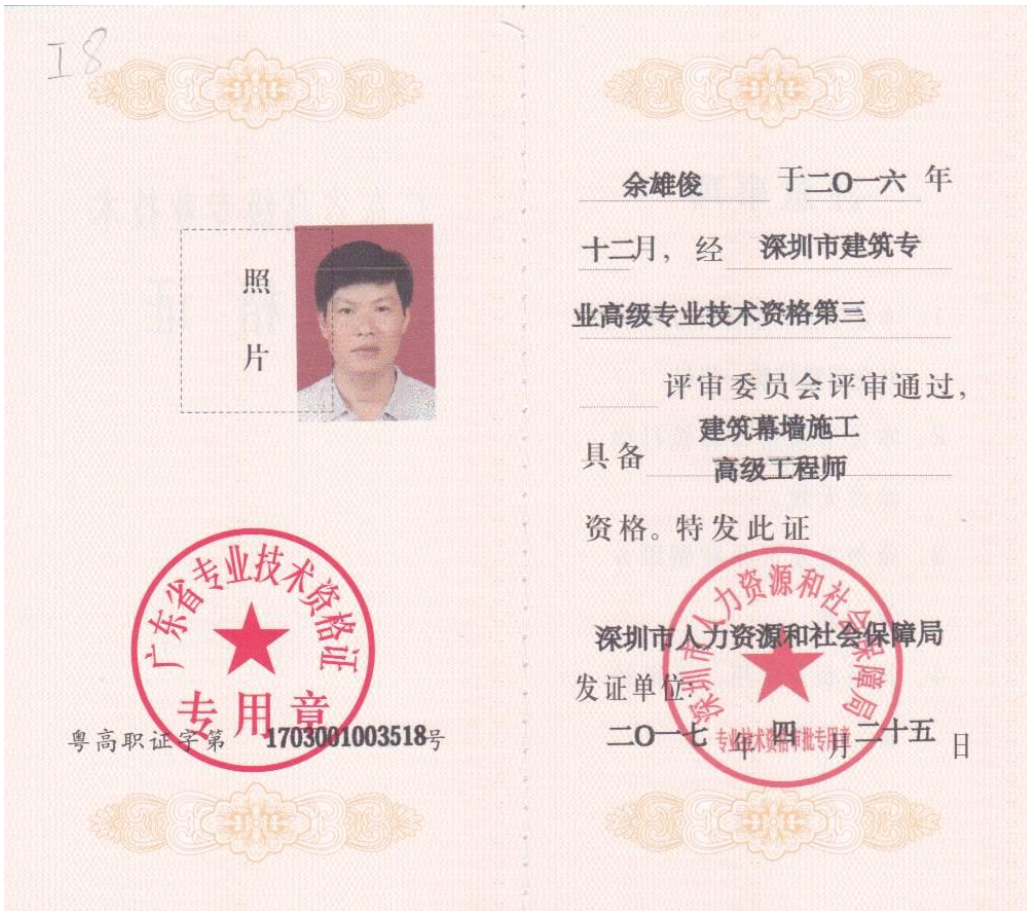 I8
照
片
广东省专业技术资格证
专用章
粤高职证字第 1703001003518号
余雄俊 于二〇一六 年
十二月，经 深圳市建筑专
业高级专业技术资格第三
评审委员会评审通过，
建筑幕墙施工
具备
高级工程师
资格。特发此证
深圳市人力资源和社会保障局
深圳市人力资源和社会保障局
发证单位：
专业技术资格审批专用章
二〇一七 年 四 月 二十五 日